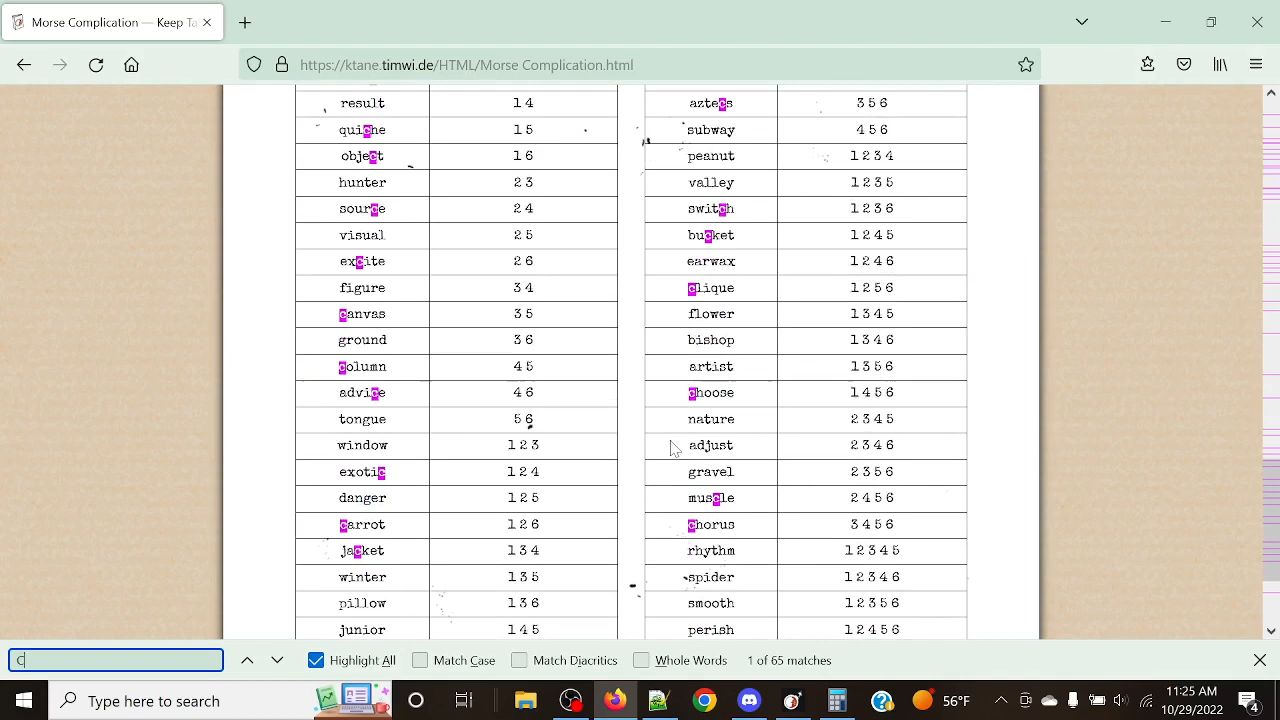 Morse Complication — Keep Ta
https://ktane.timwi.de/HTML/Morse Complication.html
result 1 4 aztecs 3 5 6
quiche 1 5 subway 4 5 6
object 1 6 peanut 1 2 3 4
hunter 2 3 valley 1 2 3 5
source 2 4 switch 1 2 3 6
visual 2 5 bucket 1 2 4 5
excite 2 6 earwax 1 2 4 6
figure 3 4 clique 1 2 5 6
canvas 3 5 flower 1 3 4 5
ground 3 6 bishop 1 3 4 6
column 4 5 artist 1 3 5 6
advice 4 6 choose 1 4 5 6
tongue 5 6 nature 2 3 4 5
window 1 2 3 adjust 2 3 4 6
exotic 1 2 4 gravel 2 3 5 6
danger 1 2 5 muscle 2 4 5 6
carrot 1 2 6 chorus 3 4 5 6
jacket 1 3 4 rhythm 1 2 3 4 5
winter 1 3 5 spider 1 2 3 4 6
pillow 1 3 6 smooth 1 2 3 5 6
junior 1 4 5 perish 1 2 4 5 6
C Highlight All Match Case Match Diacritics Whole Words 1 of 65 matches
Type here to search 56°F 11:25 AM
10/29/2022